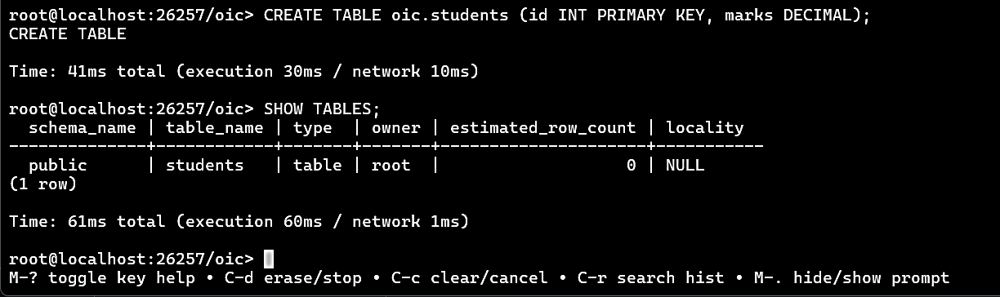 root@localhost:26257/oic> CREATE TABLE oic.students (id INT PRIMARY KEY, marks DECIMAL);
CREATE TABLE
Time: 41ms total (execution 30ms / network 10ms)
root@localhost:26257/oic> SHOW TABLES;
  schema_name | table_name | type  | owner | estimated_row_count | locality
--------------+------------+-------+-------+---------------------+-----------
  public      | students   | table | root  |                   0 | NULL
(1 row)
Time: 61ms total (execution 60ms / network 1ms)
root@localhost:26257/oic>
M-? toggle key help • C-d erase/stop • C-c clear/cancel • C-r search hist • M-. hide/show prompt